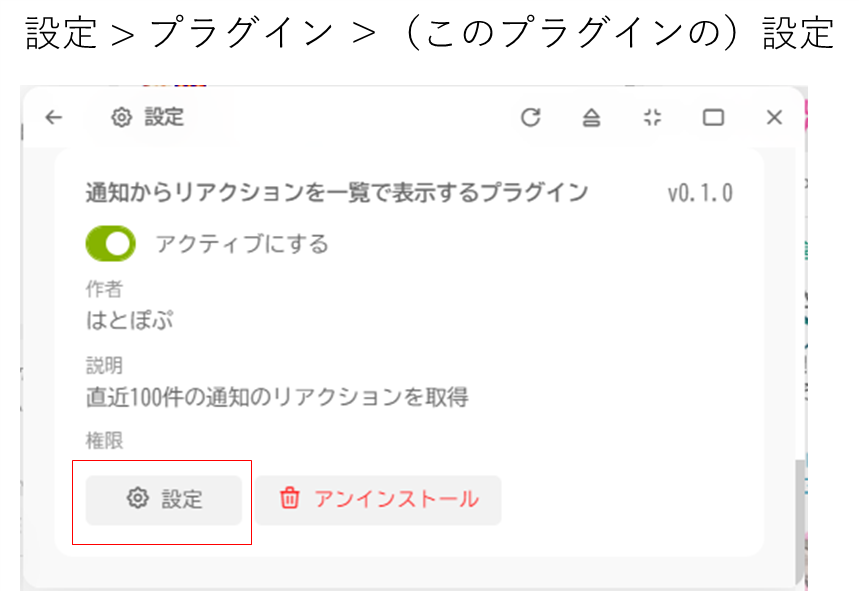 設定 > プラグイン ＞（このプラグインの）設定
設定
通知からリアクションを一覧で表示するプラグイン v0.1.0
アクティブにする
作者
はとぽぷ
説明
直近100件の通知のリアクションを取得
権限
設定 アンインストール